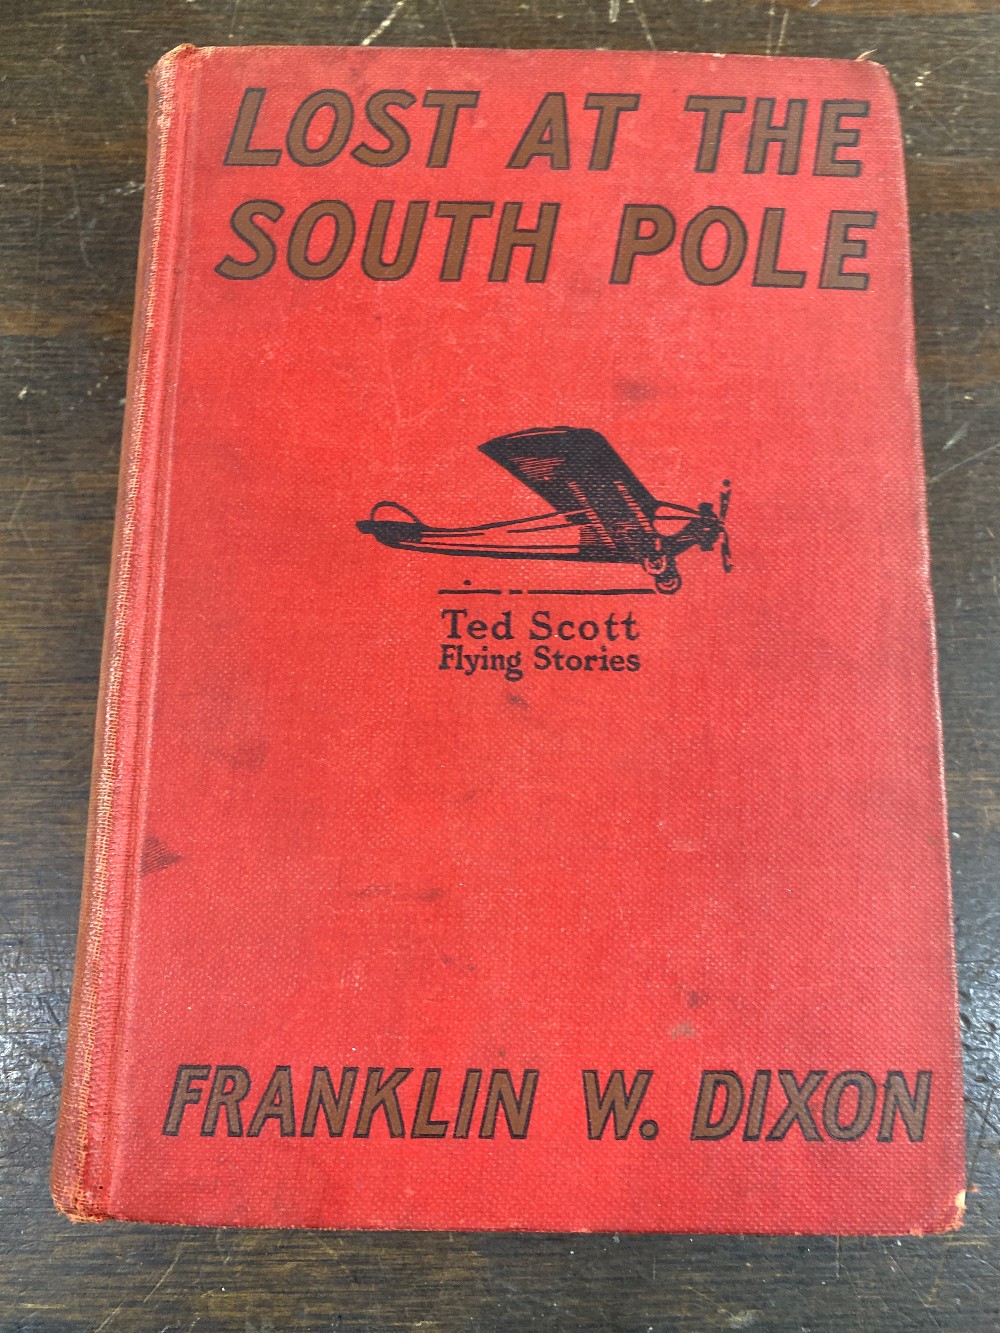 LOST AT THE
SOUTH POLE
Ted Scott
Flying Stories
FRANKLIN W. DIXON